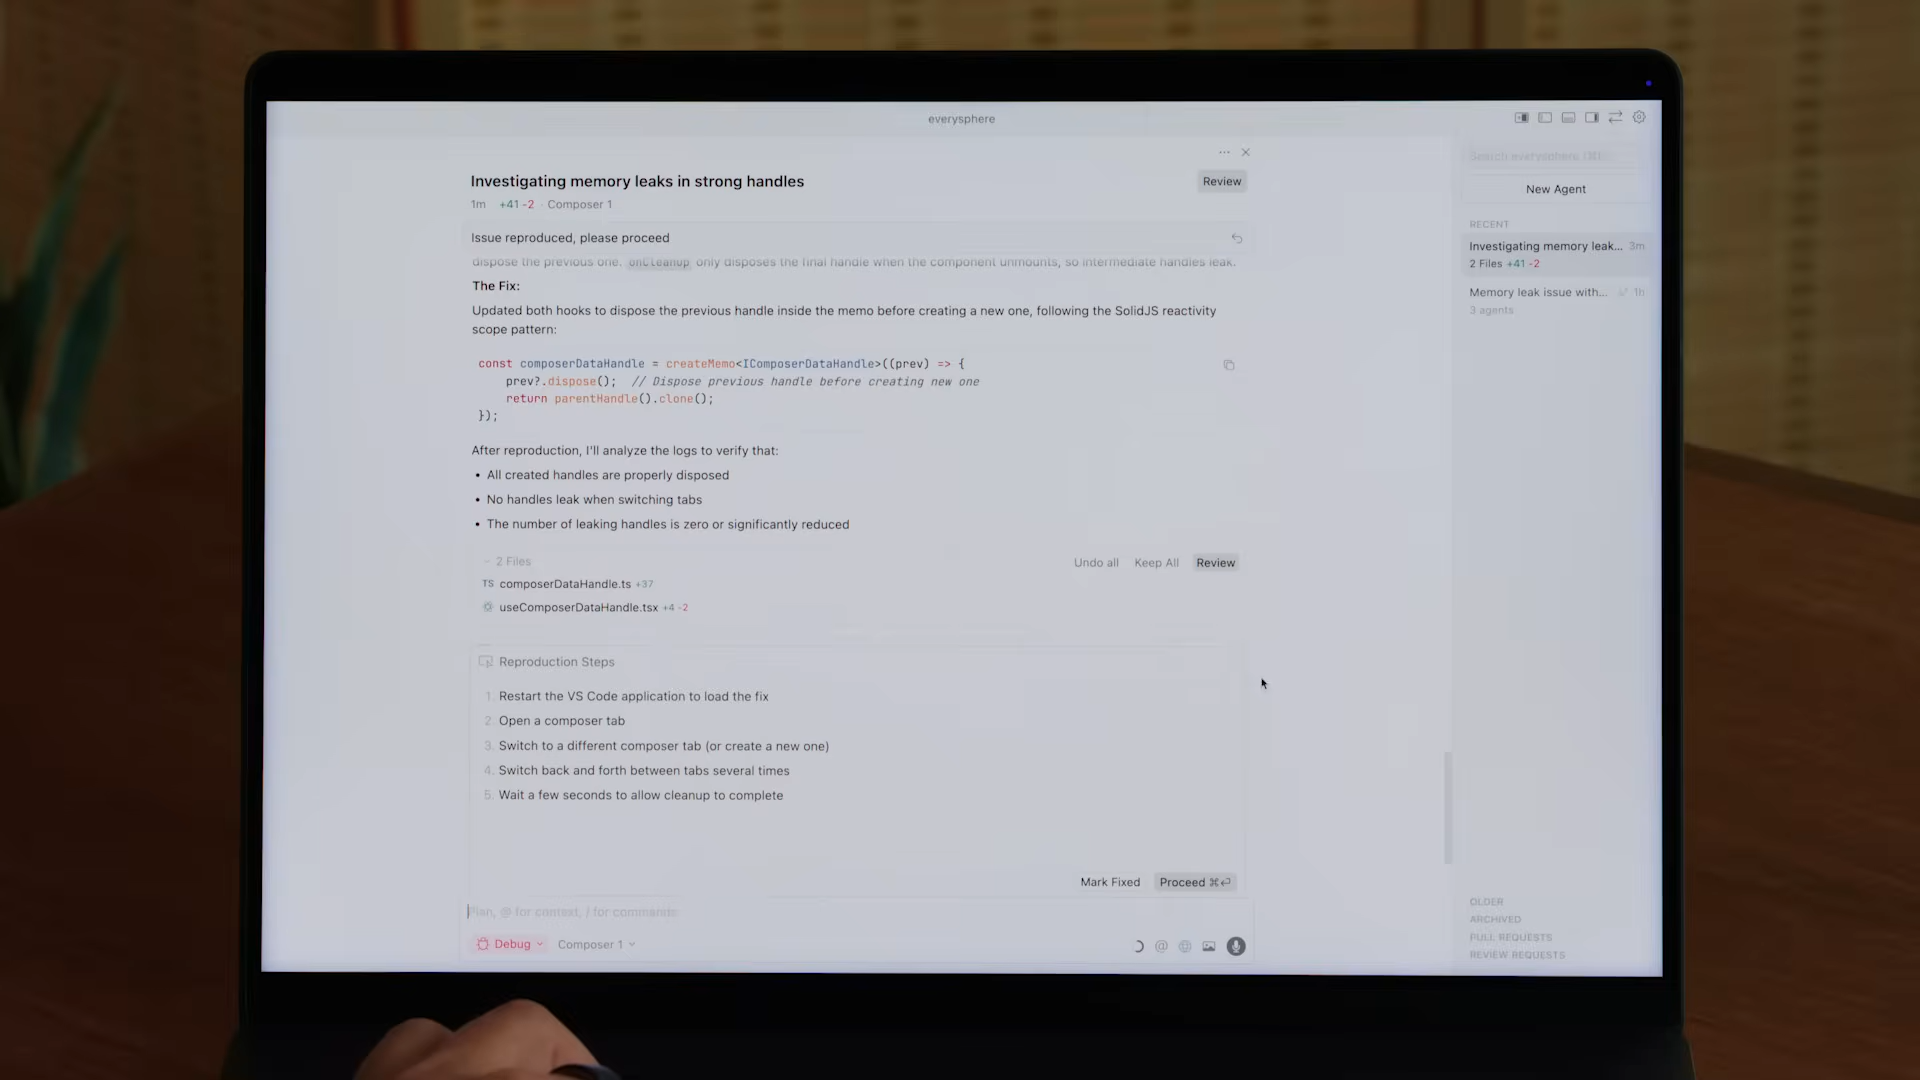 everysphere
Investigating memory leaks in strong handles
Review
1m +41 -2 · Composer 1
Issue reproduced, please proceed
dispose the previous one. onCleanup only disposes the final handle when the component unmounts, so intermediate handles leak.
The Fix:
Updated both hooks to dispose the previous handle inside the memo before creating a new one, following the SolidJS reactivity
scope pattern:
const composerDataHandle = createMemo<IComposerDataHandle>((prev) => {
prev?.dispose(); // Dispose previous handle before creating new one
return parentHandle().clone();
});
After reproduction, I'll analyze the logs to verify that:
• All created handles are properly disposed
• No handles leak when switching tabs
• The number of leaking handles is zero or significantly reduced
2 Files
Undo all Keep All Review
TS composerDataHandle.ts +37
useComposerDataHandle.tsx +4 -2
Reproduction Steps
1. Restart the VS Code application to load the fix
2. Open a composer tab
3. Switch to a different composer tab (or create a new one)
4. Switch back and forth between tabs several times
5. Wait a few seconds to allow cleanup to complete
Mark Fixed Proceed ⌘⏎
Plan, @ for context, / for commands
Debug Composer 1
Search everysphere (⌘K)
New Agent
RECENT
Investigating memory leak... 3m
2 Files +41 -2
Memory leak issue with... 1h
3 agents
OLDER
ARCHIVED
PULL REQUESTS
REVIEW REQUESTS